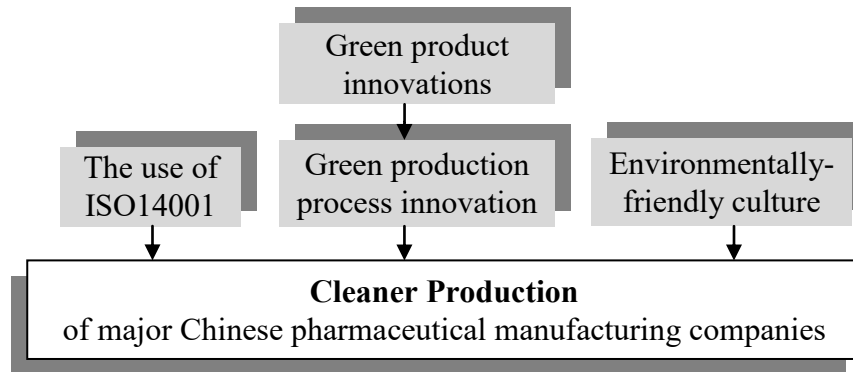 Green product
innovations
The use of
ISO14001
Green production
process innovation
Environmentally-
friendly culture
Cleaner Production
of major Chinese pharmaceutical manufacturing companies